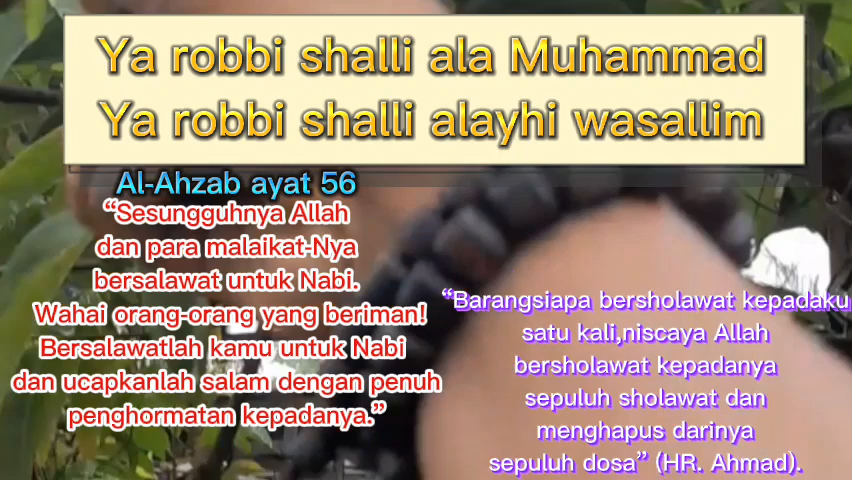 Ya robbi shalli ala Muhammad
Ya robbi shalli alayhi wasallim
Al-Ahzab ayat 56
“Sesungguhnya Allah
dan para malaikat-Nya
bersalawat untuk Nabi.
Wahai orang-orang yang beriman!
Bersalawatlah kamu untuk Nabi
dan ucapkanlah salam dengan penuh
penghormatan kepadanya.”
“Barangsiapa bersholawat kepadaku
satu kali,niscaya Allah
bersholawat kepadanya
sepuluh sholawat dan
menghapus darinya
sepuluh dosa” (HR. Ahmad).